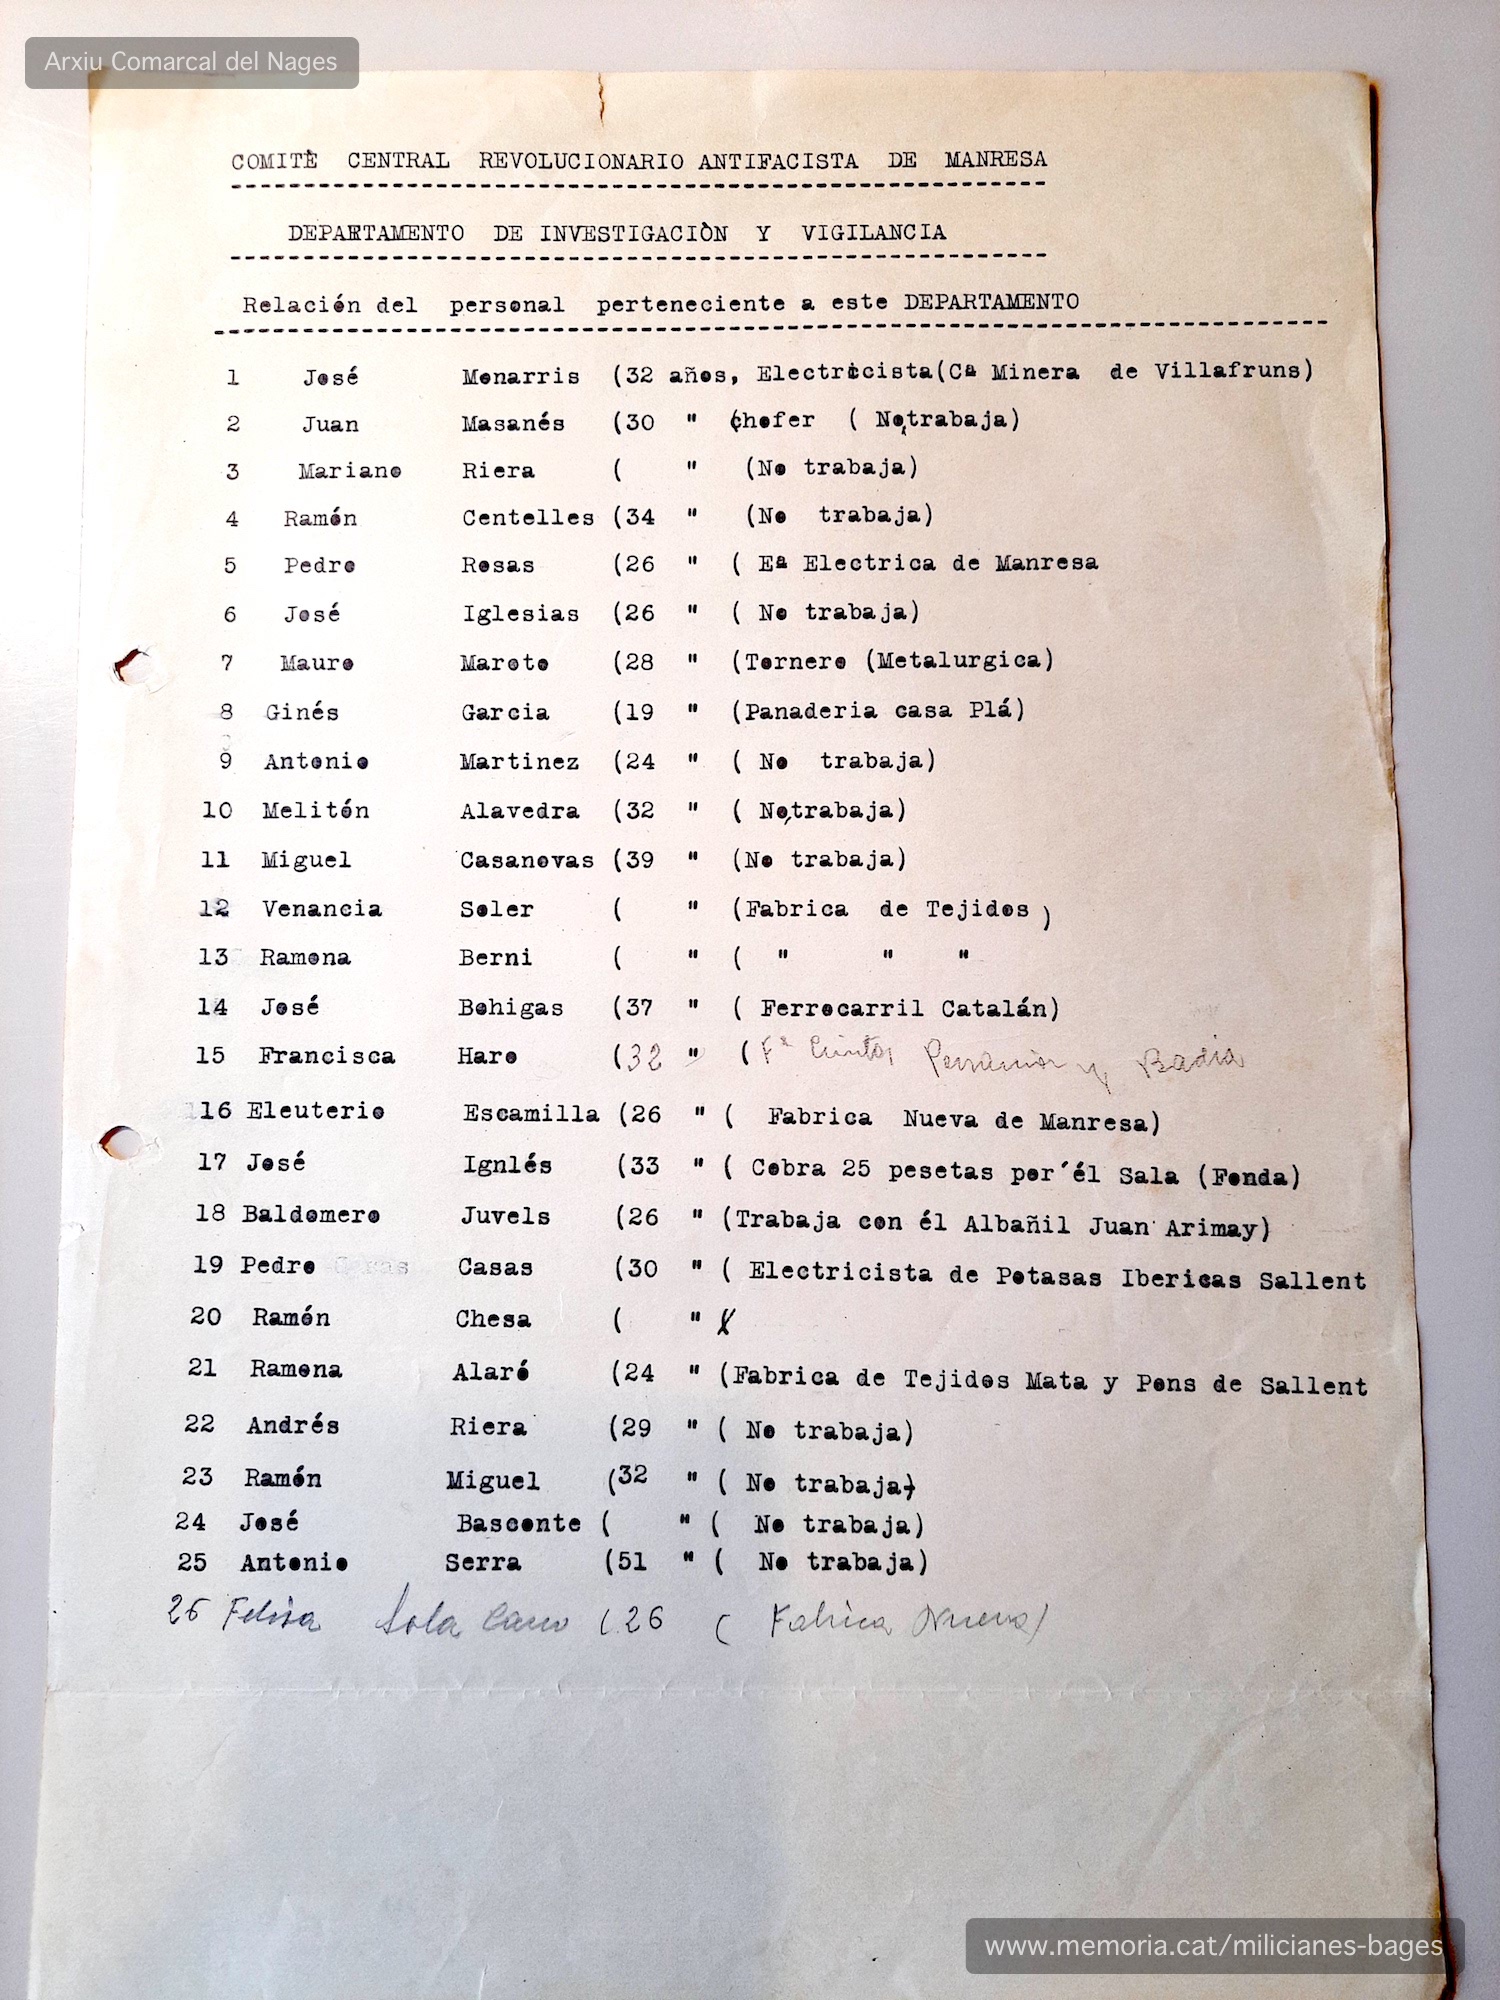 Arxiu Comarcal del Nages
COMITÈ CENTRAL REVOLUCIONARIO ANTIFACISTA DE MANRESA
DEPARTAMENTO DE INVESTIGACIÒN Y VIGILANCIA
Relación del personal perteneciente a este DEPARTAMENTO
1 José Monarris (32 años, Electricista(Cª Minera de Villafruns)
2 Juan Masanés (30 " (chofer ( No trabaja)
3 Mariano Riera ( " (No trabaja)
4 Ramón Centelles (34 " (No trabaja)
5 Pedro Rosas (26 " ( Eª Electrica de Manresa
6 José Iglesias (26 " ( No trabaja)
7 Mauro Maroto (28 " (Tornero (Metalurgica)
8 Ginés Garcia (19 " (Panaderia casa Plá)
9 Antonio Martinez (24 " ( No trabaja)
10 Melitón Alavedra (32 " ( No trabaja)
11 Miguel Casanovas (39 " (No trabaja)
12 Venancia Soler ( " (Fabrica de Tejidos )
13 Ramona Berni ( " ( " " "
14 José Bohigas (37 " ( Ferrocarril Catalán)
15 Francisca Haro (32 " ( Fª y Badia
16 Eleuterio Escamilla (26 " ( Fabrica Nueva de Manresa)
17 José Ignlés (33 " ( Cobra 25 pesetas por él Sala (Fonda)
18 Baldomero Juvels (26 " (Trabaja con él Albañil Juan Arimay)
19 Pedro Casas (30 " ( Electricista de Potasas Ibericas Sallent
20 Ramón Chesa ( " (
21 Ramona Alaró (24 " (Fabrica de Tejidos Mata y Pons de Sallent
22 Andrés Riera (29 " ( No trabaja)
23 Ramón Miguel (32 " ( No trabaja)
24 José Basconte ( " ( No trabaja)
25 Antonio Serra (51 " ( No trabaja)
26 Felisa Sola Cano ( 26 ( Fabrica Nueva)
www.memoria.cat/milicianes-bages